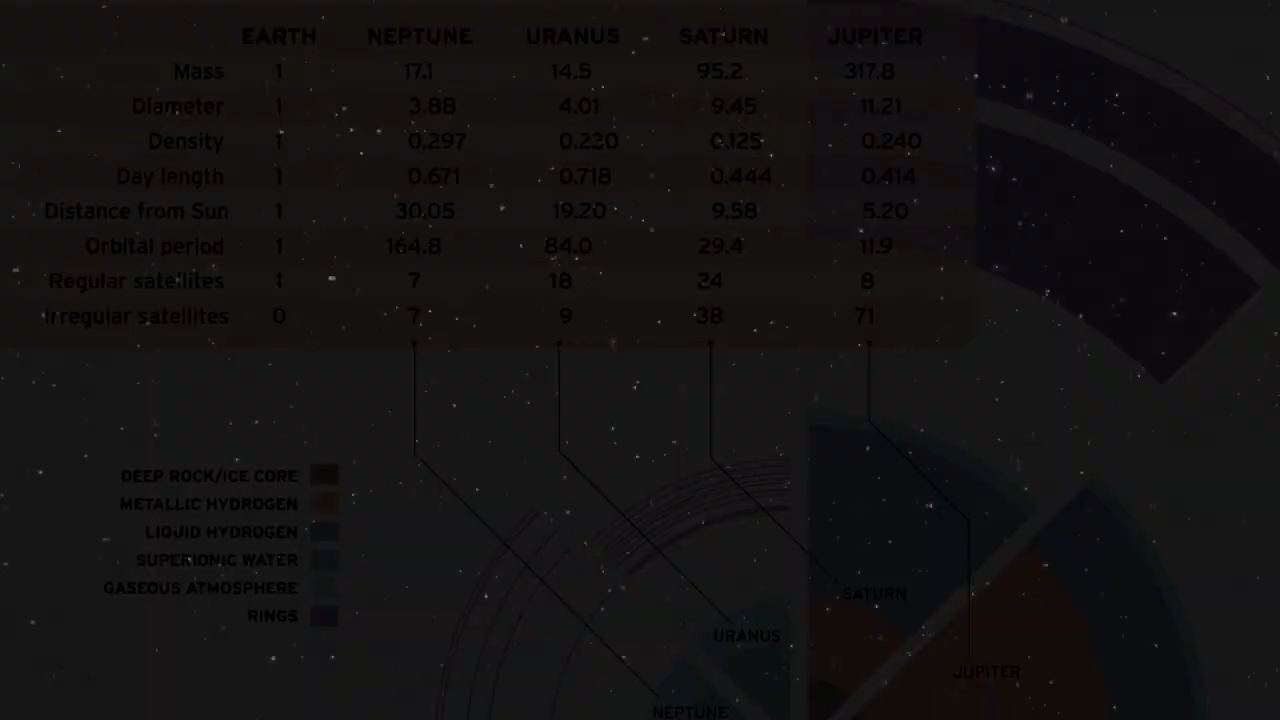 EARTH NEPTUNE URANUS SATURN JUPITER
Mass 1 17.1 14.5 95.2 317.8
Diameter 1 3.88 4.01 9.45 11.21
Density 1 0.297 0.230 0.125 0.240
Day length 1 0.671 0.718 0.444 0.414
Distance from Sun 1 30.05 19.20 9.58 5.20
Orbital period 1 164.8 84.0 29.4 11.9
Regular satellites 1 7 18 24 8
Irregular satellites 0 7 9 38 71
DEEP ROCK/ICE CORE
METALLIC HYDROGEN
LIQUID HYDROGEN
SUPERIONIC WATER
GASEOUS ATMOSPHERE
RINGS
SATURN
URANUS
JUPITER
NEPTUNE